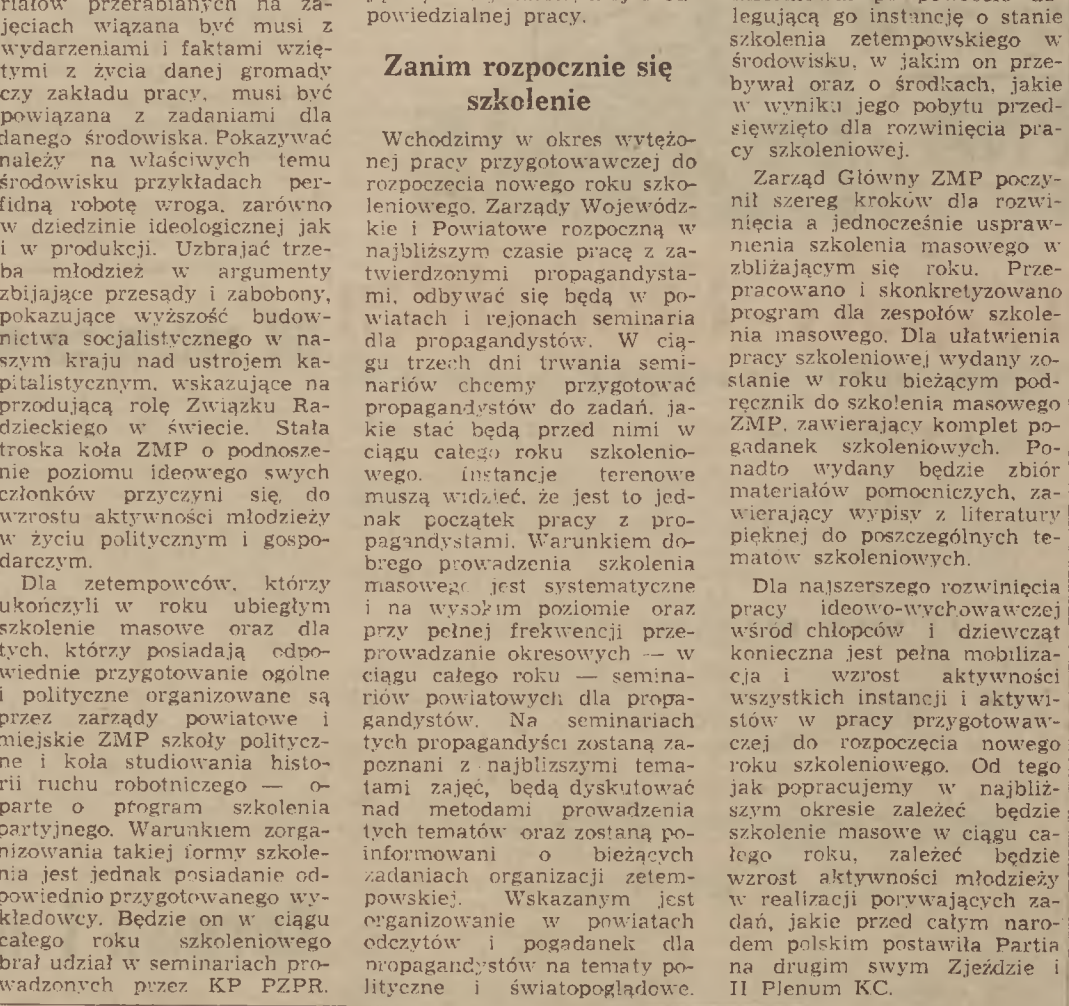 riałów przerabianych na za-
jęciach wiązana być musi z
wydarzeniami i faktami wzię-
tymi z życia danej gromady
czy zakładu pracy, musi być
powiązana z zadaniami dla
danego środowiska. Pokazywać
należy na właściwych temu
środowisku przykładach per-
fidną robotę wroga, zarówno
w dziedzinie ideologicznej jak
i w produkcji. Uzbrajać trze-
ba młodzież w argumenty
zbijające przesądy i zabobony,
pokazujące wyższość budow-
nictwa socjalistycznego w na-
szym kraju nad ustrojem ka-
pitalistycznym, wskazujące na
przodującą rolę Związku Ra-
dzieckiego w świecie. Stała
troska koła ZMP o podnosze-
nie poziomu ideowego swych
członków przyczyni się, do
wzrostu aktywności młodzieży
w życiu politycznym i gospo-
darczym.
Dla zetempowców, którzy
ukończyli w roku ubiegłym
szkolenie masowe oraz dla
tych, którzy posiadają odpo-
wiednie przygotowanie ogólne
i polityczne organizowane są
przez zarządy powiatowe i
miejskie ZMP szkoły politycz-
ne i koła studiowania histo-
rii ruchu robotniczego — o-
parte o program szkolenia
partyjnego. Warunkiem zorga-
nizowania takiej formy szkole-
nia jest jednak posiadanie od-
powiednio przygotowanego wy-
kładowcy. Będzie on w ciągu
całego roku szkoleniowego
brał udział w seminariach pro-
wadzonych przez KP PZPR.
powiedzialnej pracy.
Zanim rozpocznie się
szkolenie
Wchodzimy w okres wytężo-
nej pracy przygotowawczej do
rozpoczęcia nowego roku szko-
leniowego. Zarządy Wojewódz-
kie i Powiatowe rozpoczną w
najbliższym czasie pracę z za-
twierdzonymi propagandysta-
mi, odbywać się będą w po-
wiatach i rejonach seminaria
dla propagandystów. W cią-
gu trzech dni trwania semi-
nariów chcemy przygotować
propagandystów do zadań, ja-
kie stać będą przed nimi w
ciągu całego roku szkolenio-
wego. Instancje terenowe
muszą widzieć, że jest to jed-
nak początek pracy z pro-
pagandystami. Warunkiem do-
brego prowadzenia szkolenia
masowego jest systematyczne
i na wysokim poziomie oraz
przy pełnej frekwencji prze-
prowadzanie okresowych — w
ciągu całego roku — semina-
riów powiatowych dla propa-
gandystów. Na seminariach
tych propagandyści zostaną za-
poznani z najbliższymi tema-
tami zajęć, będą dyskutować
nad metodami prowadzenia
tych tematów oraz zostaną po-
informowani o bieżących
zadaniach organizacji zetem-
powskiej. Wskazanym jest
organizowanie w powiatach
odczytów i pogadanek dla
propagandystów na tematy po-
lityczne i światopoglądowe.
legującą go instancję o stanie
szkolenia zetempowskiego w
środowisku, w jakim on prze-
bywał oraz o środkach, jakie
w wyniku jego pobytu przed-
sięwzięto dla rozwinięcia pra-
cy szkoleniowej.
Zarząd Główny ZMP poczy-
nił szereg kroków dla rozwi-
nięcia a jednocześnie uspraw-
nienia szkolenia masowego w
zbliżającym się roku. Prze-
pracowano i skonkretyzowano
program dla zespołów szkole-
nia masowego. Dla ułatwienia
pracy szkoleniowej wydany zo-
stanie w roku bieżącym pod-
ręcznik do szkolenia masowego
ZMP, zawierający komplet po-
gadanek szkoleniowych. Po-
nadto wydany będzie zbiór
materiałów pomocniczych, za-
wierający wypisy z literatury
pięknej do poszczególnych te-
matów szkoleniowych.
Dla najszerszego rozwinięcia
pracy ideowo-wychowawczej
wśród chłopców i dziewcząt
konieczna jest pełna mobiliza-
cja i wzrost aktywności
wszystkich instancji i aktywi-
stów w pracy przygotowaw-
czej do rozpoczęcia nowego
roku szkoleniowego. Od tego
jak popracujemy w najbliż-
szym okresie zależeć będzie
szkolenie masowe w ciągu ca-
łego roku, zależeć będzie
wzrost aktywności młodzieży
w realizacji porywających za-
dań, jakie przed całym naro-
dem polskim postawiła Partia
na drugim swym Zjeździe i
II Plenum KC.